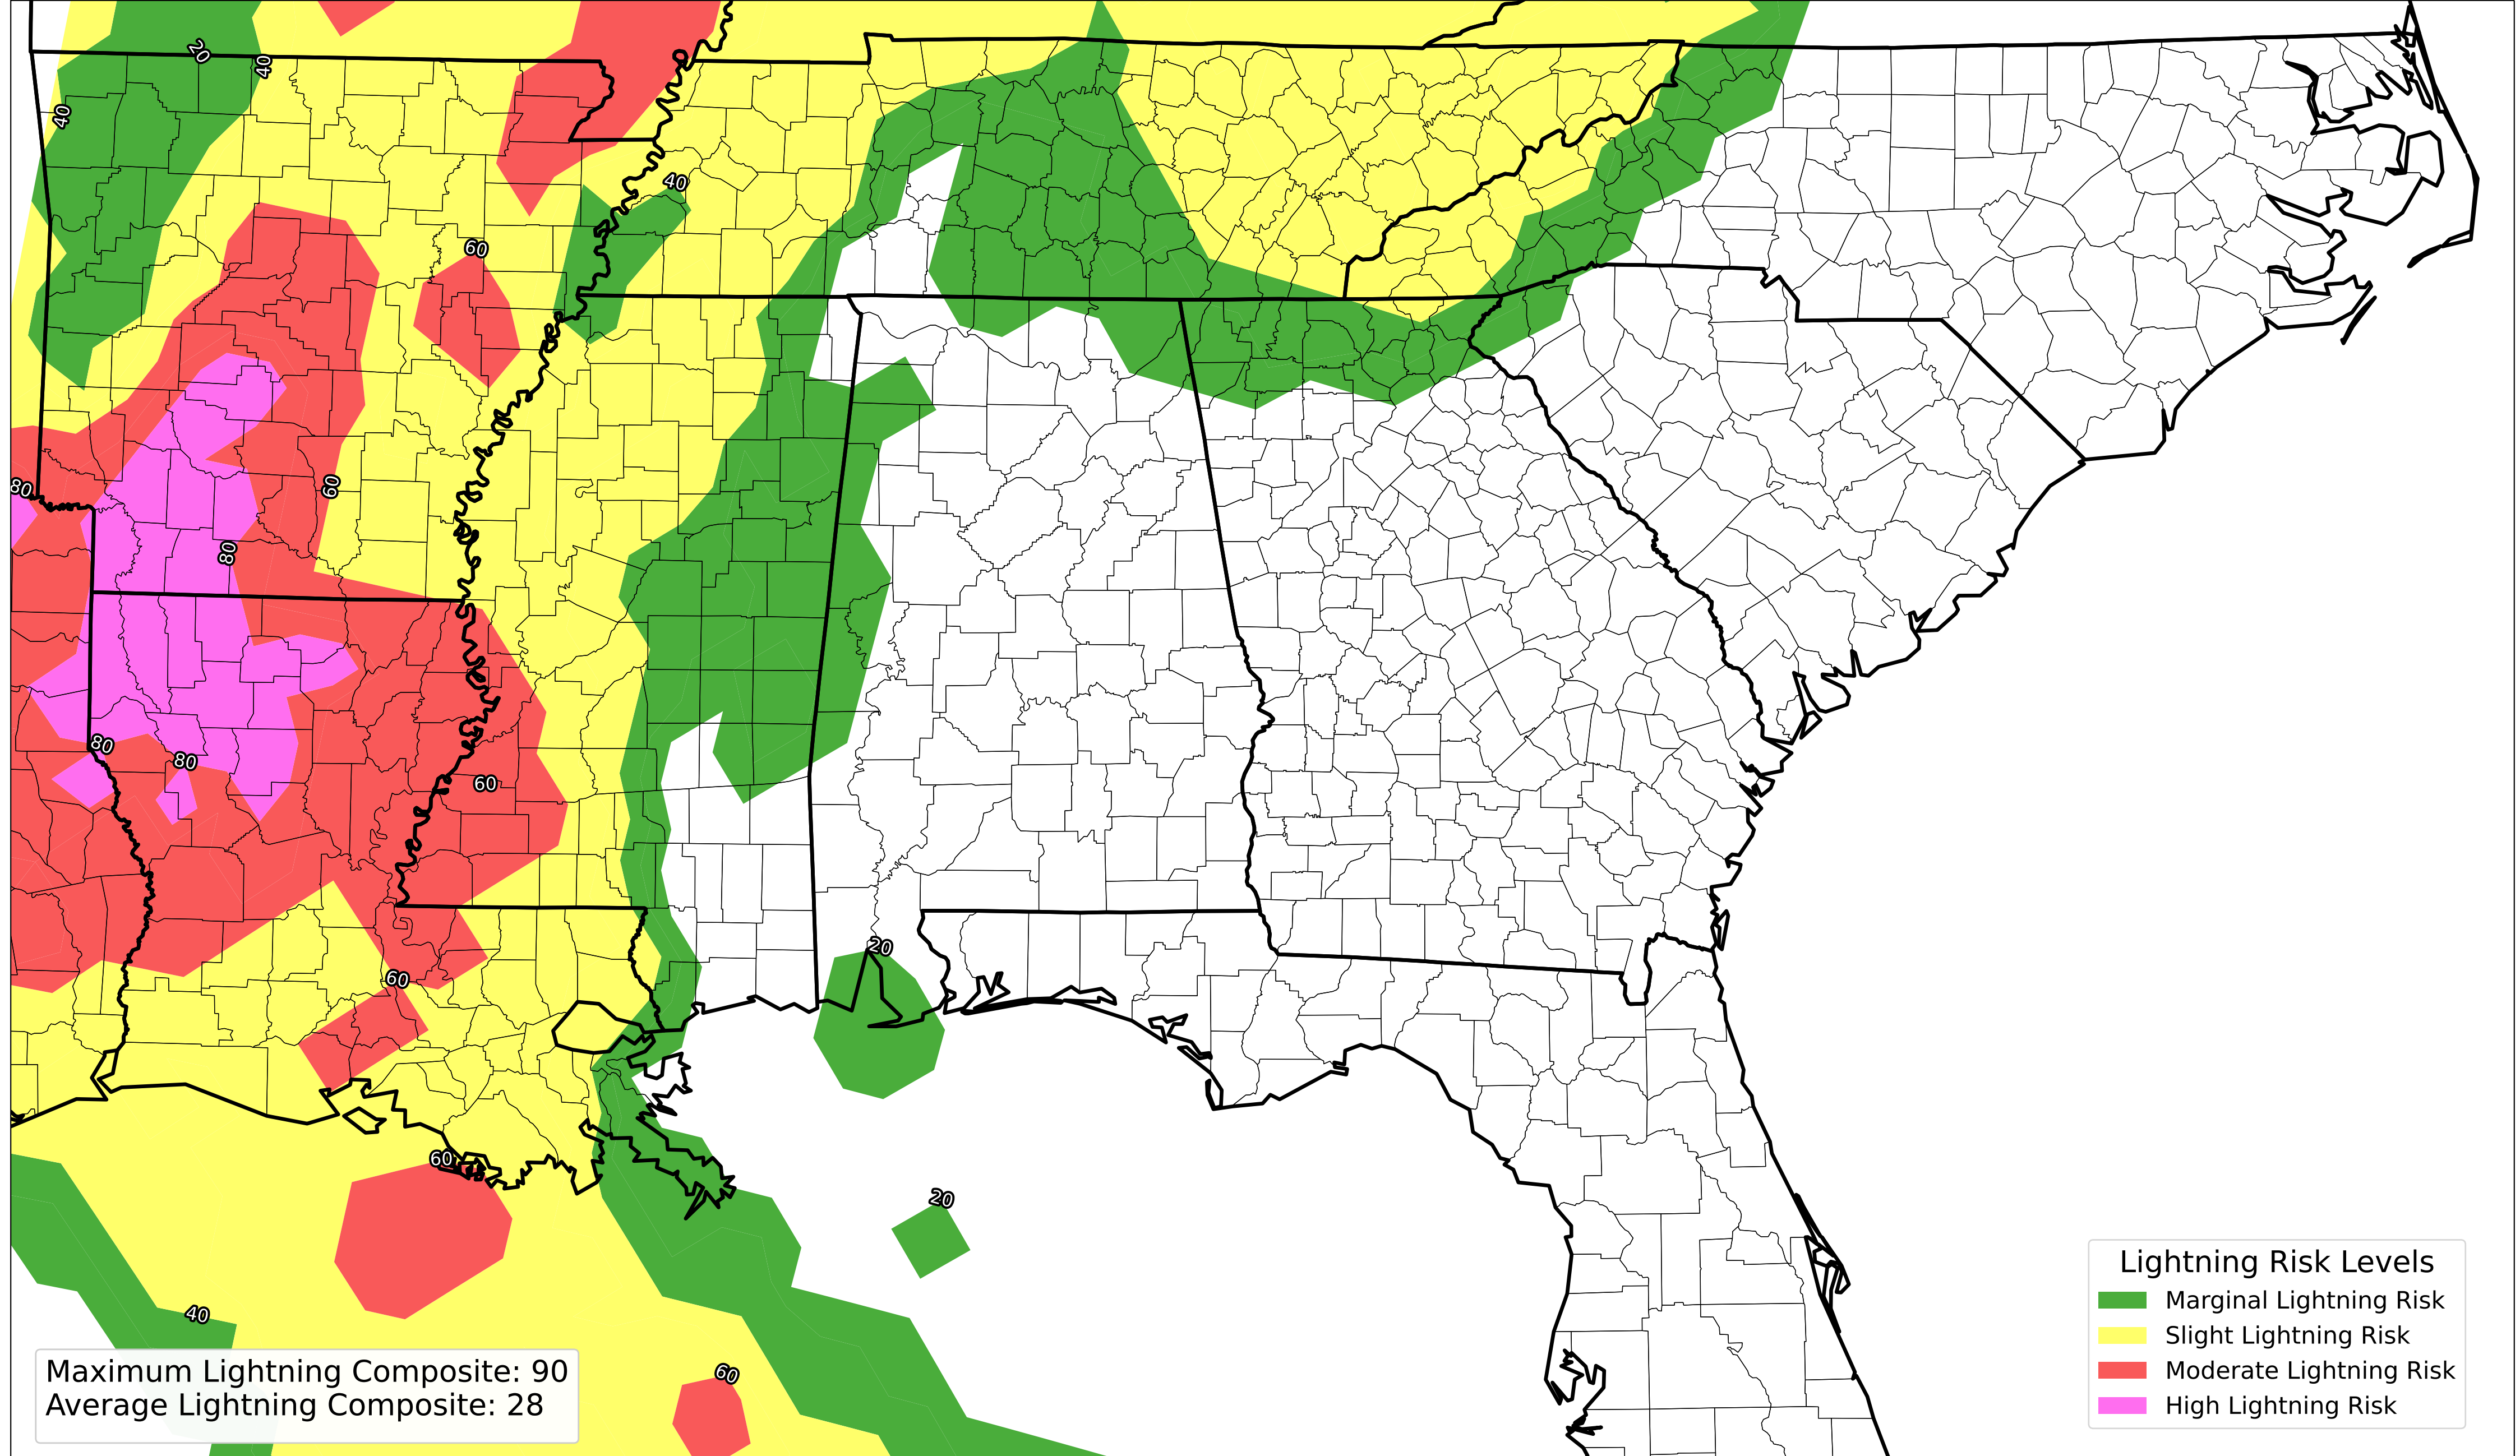 20
40
40
40
60
80
60
80
80
80
60
20
60
60
20
40
60
Lightning Risk Levels
Marginal Lightning Risk
Slight Lightning Risk
Moderate Lightning Risk
High Lightning Risk
Maximum Lightning Composite: 90
Average Lightning Composite: 28